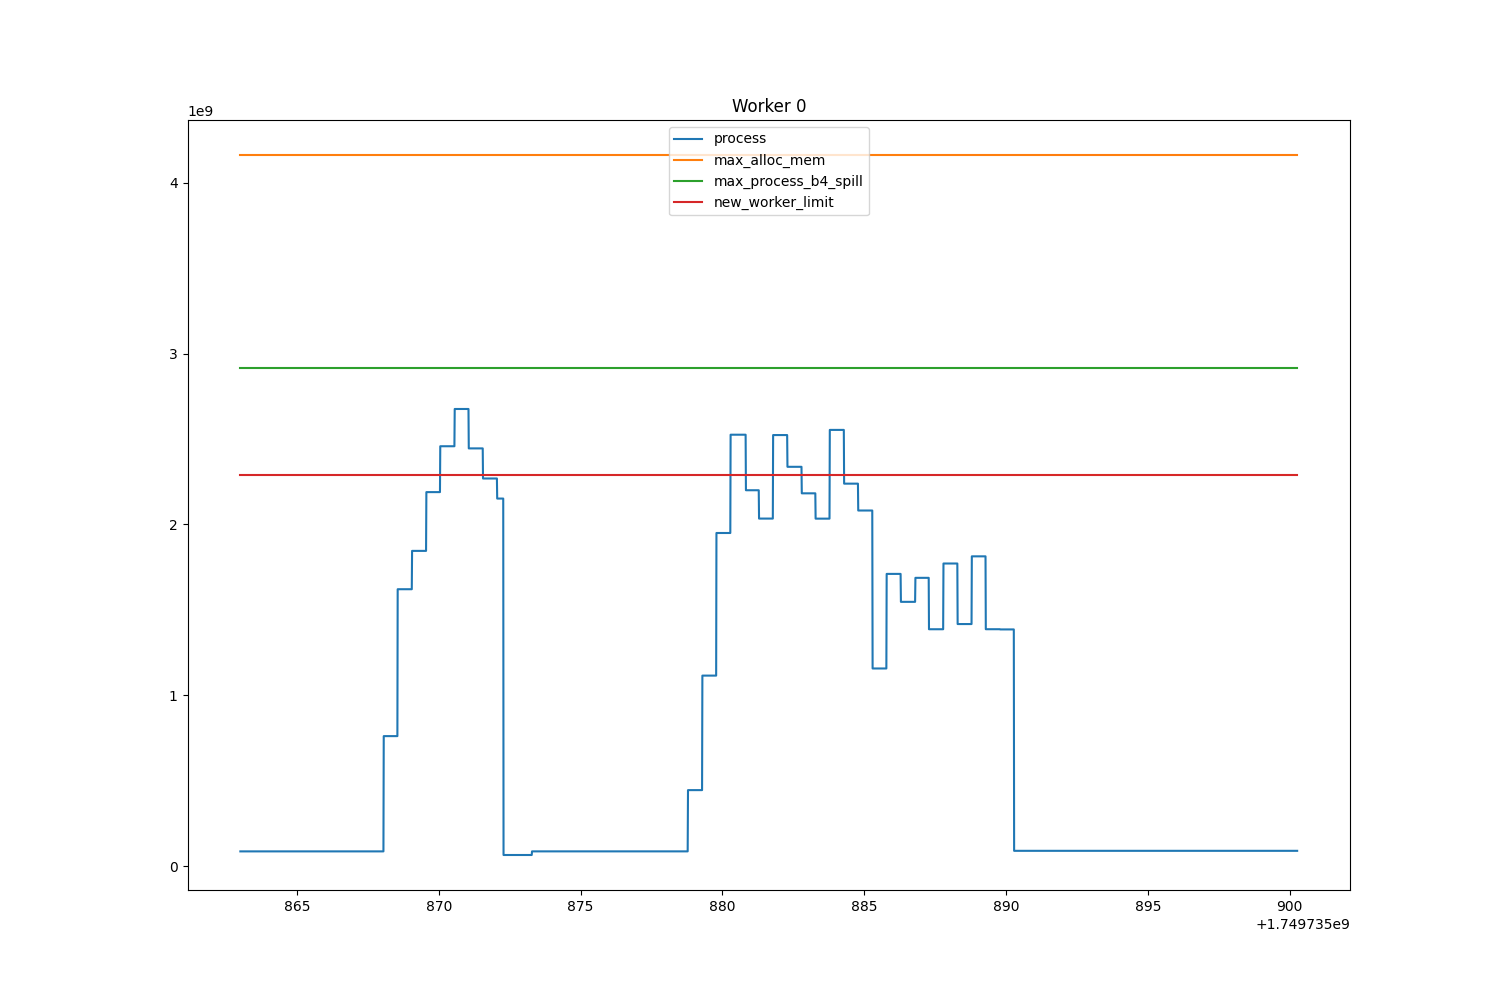 Worker 0
1e9
process
max_alloc_mem
max_process_b4_spill
new_worker_limit
4
3
2
1
0
865 870 875 880 885 890 895 900
+1.749735e9